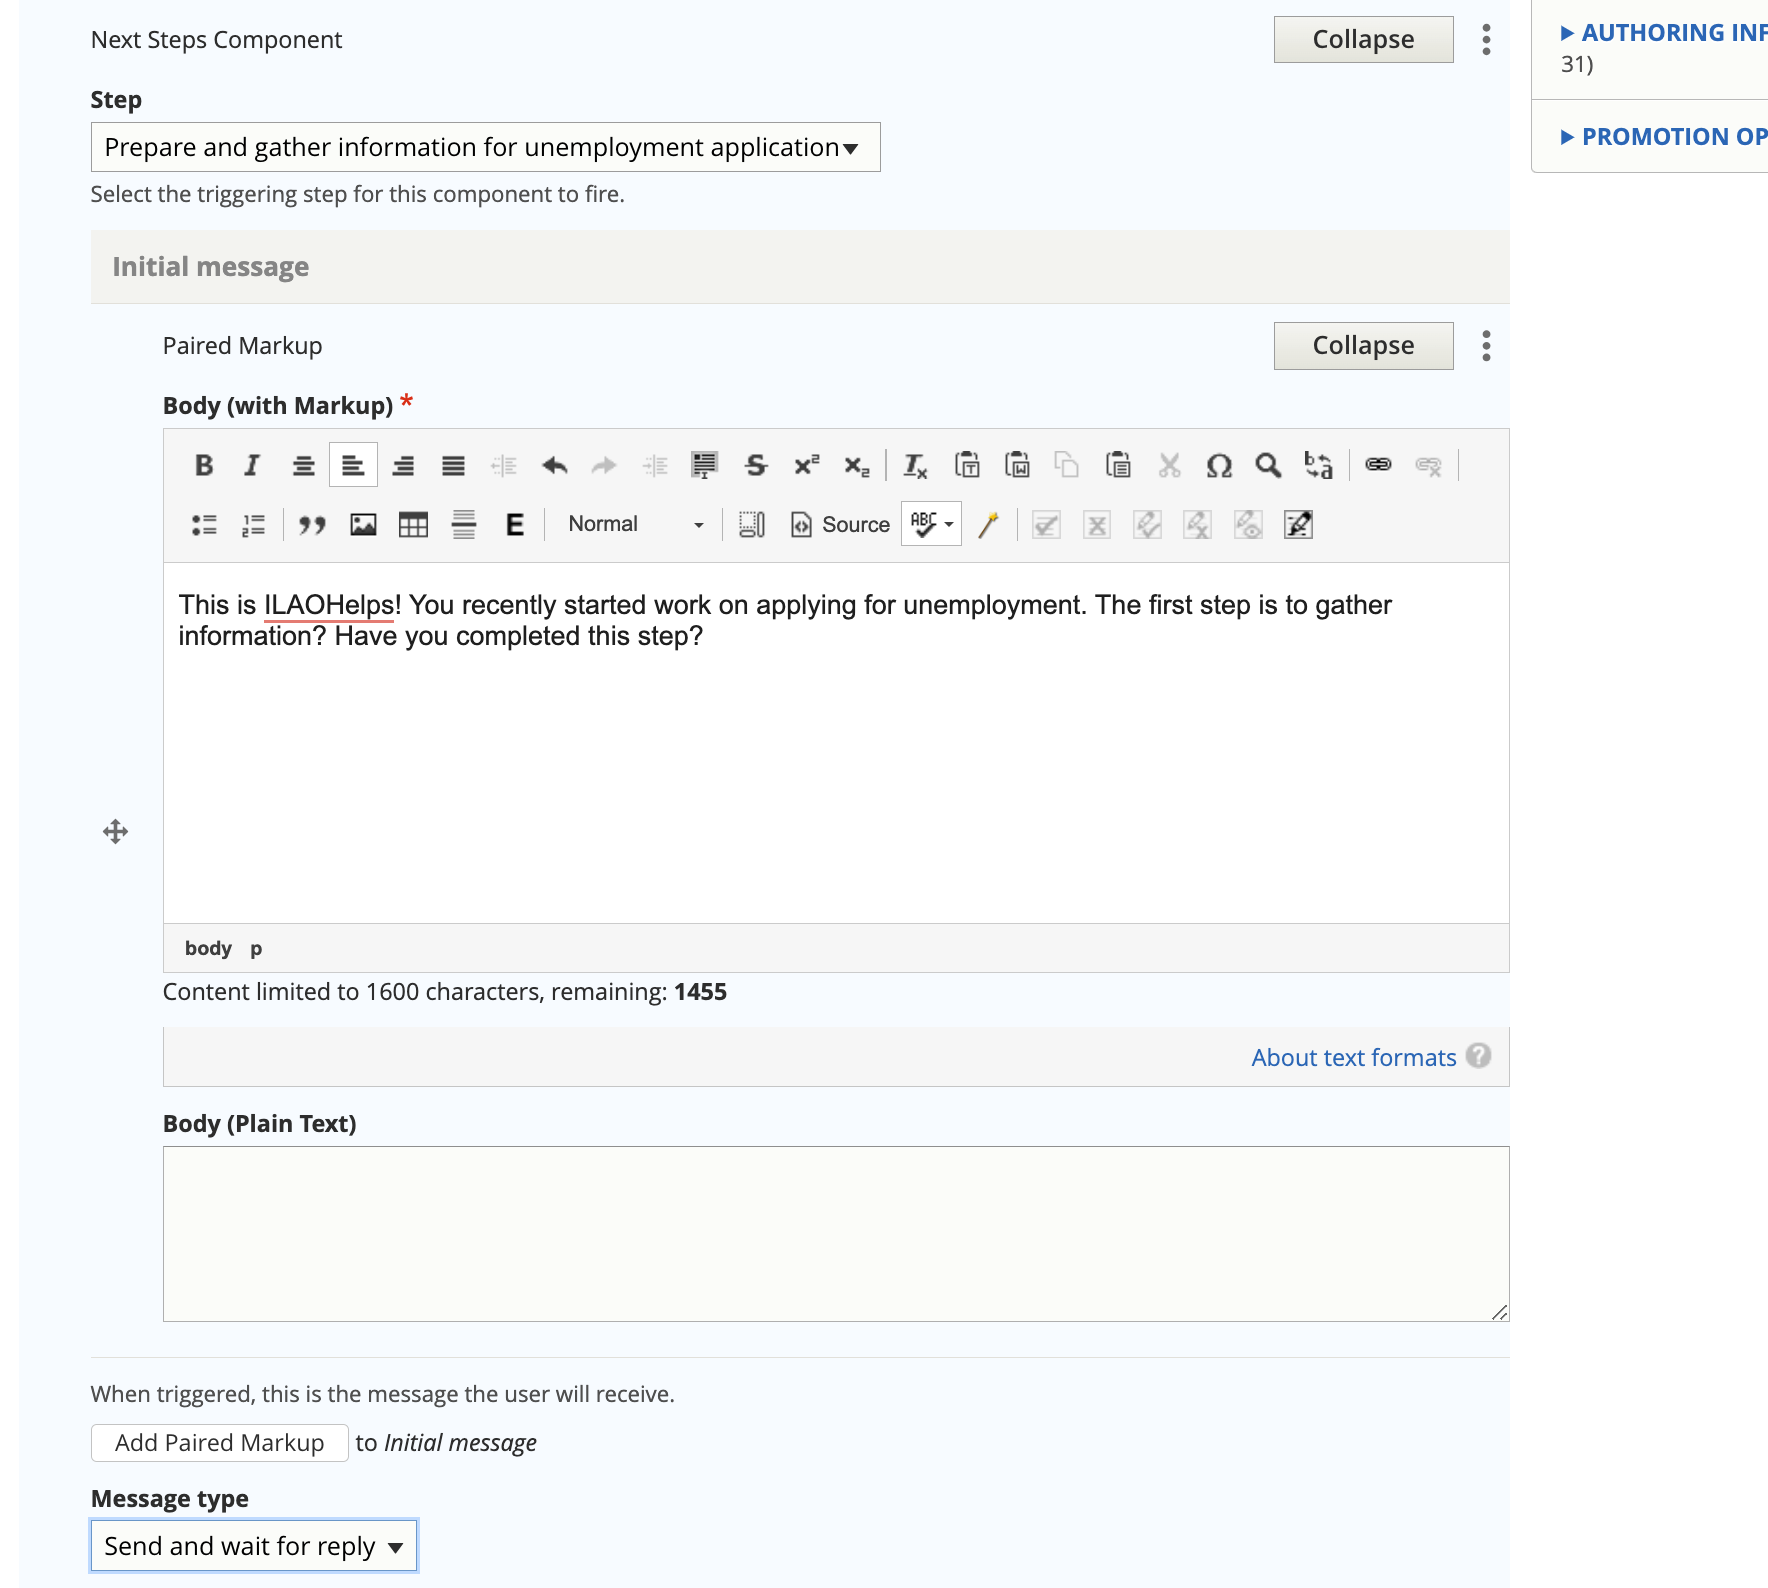 Next Steps Component
Collapse
AUTHORING INF
31)
Step
Prepare and gather information for unemployment application
PROMOTION OP
Select the triggering step for this component to fire.
Initial message
Paired Markup
Collapse
Body (with Markup) *
Normal
Source
This is ILAOHelps! You recently started work on applying for unemployment. The first step is to gather
information? Have you completed this step?
body p
Content limited to 1600 characters, remaining: 1455
About text formats
Body (Plain Text)
When triggered, this is the message the user will receive.
Add Paired Markup to Initial message
Message type
Send and wait for reply